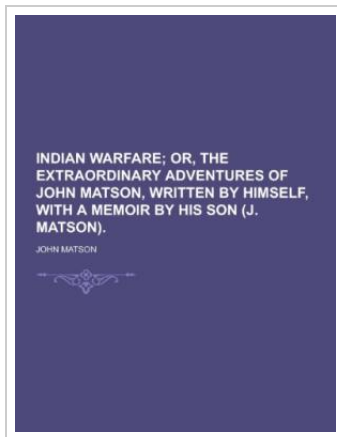 INDIAN WARFARE; OR, THE
EXTRAORDINARY ADVENTURES OF
JOHN MATSON, WRITTEN BY HIMSELF,
WITH A MEMOIR BY HIS SON (J.
MATSON).
JOHN MATSON